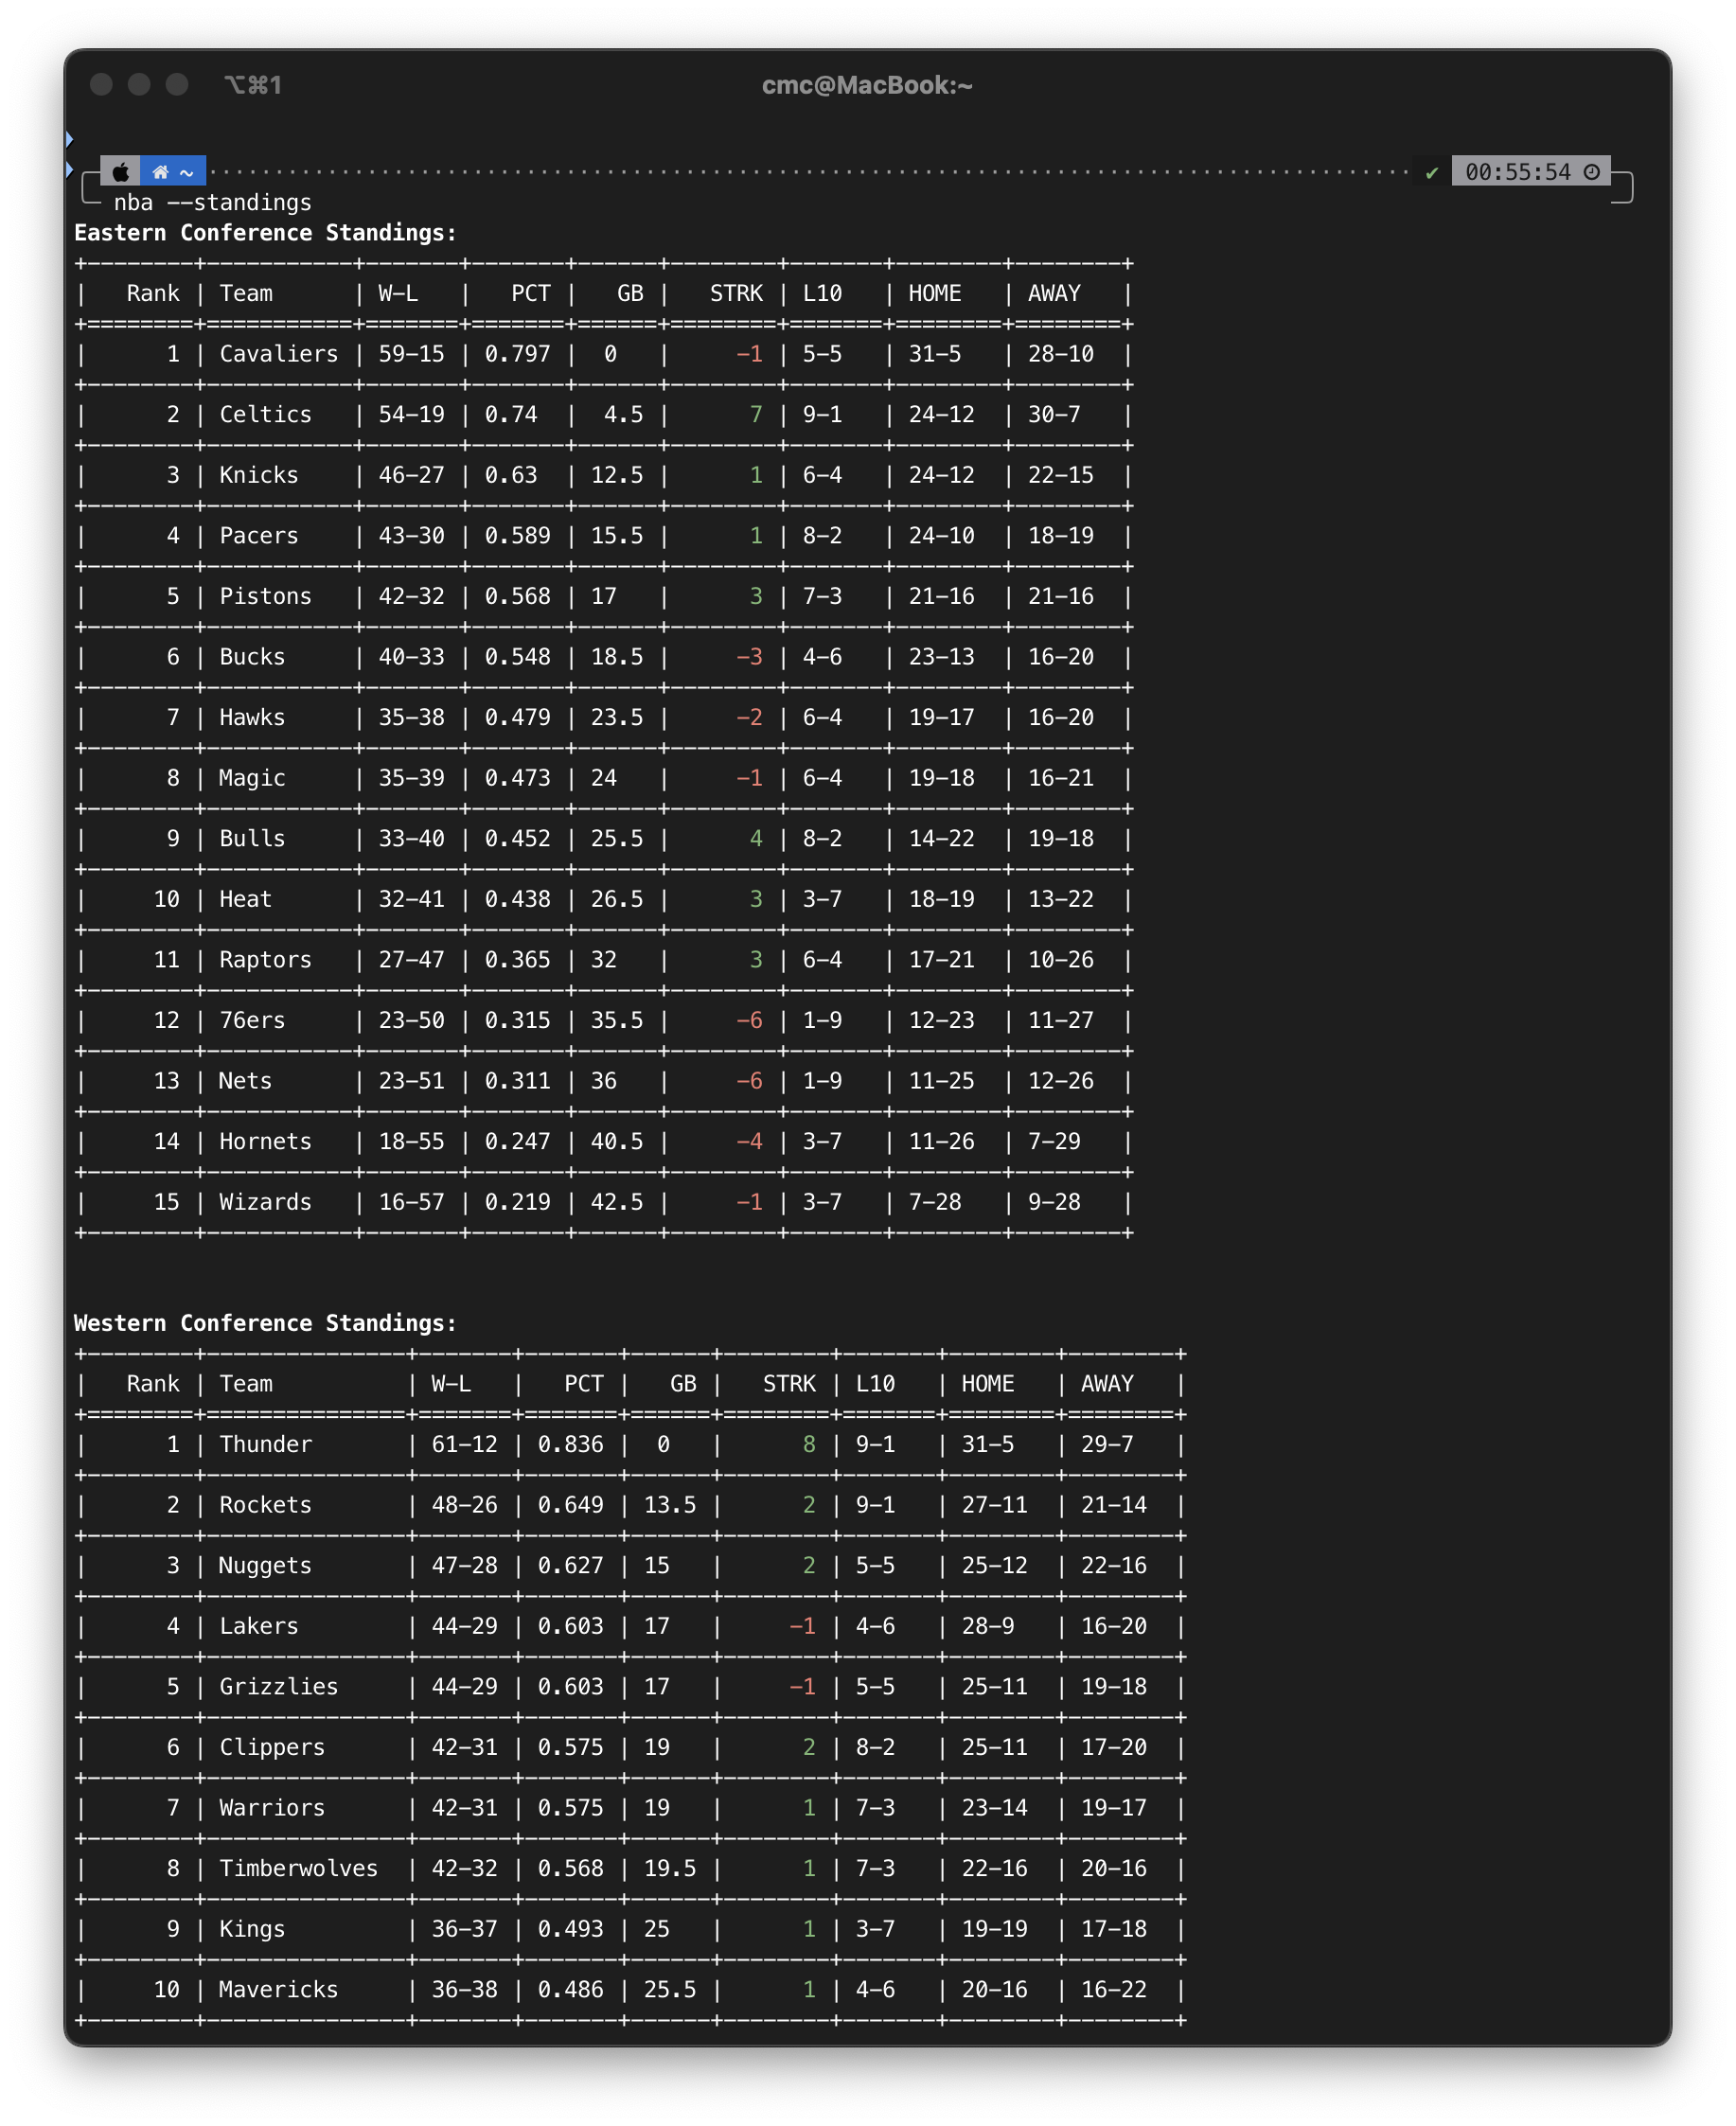 ⌥⌘1 cmc@MacBook:~
~ ✔ 00:55:54
nba --standings
Eastern Conference Standings:
| Rank | Team | W-L | PCT | GB | STRK | L10 | HOME | AWAY |
| 1 | Cavaliers | 59-15 | 0.797 | 0 | -1 | 5-5 | 31-5 | 28-10 |
| 2 | Celtics | 54-19 | 0.74 | 4.5 | 7 | 9-1 | 24-12 | 30-7 |
| 3 | Knicks | 46-27 | 0.63 | 12.5 | 1 | 6-4 | 24-12 | 22-15 |
| 4 | Pacers | 43-30 | 0.589 | 15.5 | 1 | 8-2 | 24-10 | 18-19 |
| 5 | Pistons | 42-32 | 0.568 | 17 | 3 | 7-3 | 21-16 | 21-16 |
| 6 | Bucks | 40-33 | 0.548 | 18.5 | -3 | 4-6 | 23-13 | 16-20 |
| 7 | Hawks | 35-38 | 0.479 | 23.5 | -2 | 6-4 | 19-17 | 16-20 |
| 8 | Magic | 35-39 | 0.473 | 24 | -1 | 6-4 | 19-18 | 16-21 |
| 9 | Bulls | 33-40 | 0.452 | 25.5 | 4 | 8-2 | 14-22 | 19-18 |
| 10 | Heat | 32-41 | 0.438 | 26.5 | 3 | 3-7 | 18-19 | 13-22 |
| 11 | Raptors | 27-47 | 0.365 | 32 | 3 | 6-4 | 17-21 | 10-26 |
| 12 | 76ers | 23-50 | 0.315 | 35.5 | -6 | 1-9 | 12-23 | 11-27 |
| 13 | Nets | 23-51 | 0.311 | 36 | -6 | 1-9 | 11-25 | 12-26 |
| 14 | Hornets | 18-55 | 0.247 | 40.5 | -4 | 3-7 | 11-26 | 7-29 |
| 15 | Wizards | 16-57 | 0.219 | 42.5 | -1 | 3-7 | 7-28 | 9-28 |
Western Conference Standings:
| Rank | Team | W-L | PCT | GB | STRK | L10 | HOME | AWAY |
| 1 | Thunder | 61-12 | 0.836 | 0 | 8 | 9-1 | 31-5 | 29-7 |
| 2 | Rockets | 48-26 | 0.649 | 13.5 | 2 | 9-1 | 27-11 | 21-14 |
| 3 | Nuggets | 47-28 | 0.627 | 15 | 2 | 5-5 | 25-12 | 22-16 |
| 4 | Lakers | 44-29 | 0.603 | 17 | -1 | 4-6 | 28-9 | 16-20 |
| 5 | Grizzlies | 44-29 | 0.603 | 17 | -1 | 5-5 | 25-11 | 19-18 |
| 6 | Clippers | 42-31 | 0.575 | 19 | 2 | 8-2 | 25-11 | 17-20 |
| 7 | Warriors | 42-31 | 0.575 | 19 | 1 | 7-3 | 23-14 | 19-17 |
| 8 | Timberwolves | 42-32 | 0.568 | 19.5 | 1 | 7-3 | 22-16 | 20-16 |
| 9 | Kings | 36-37 | 0.493 | 25 | 1 | 3-7 | 19-19 | 17-18 |
| 10 | Mavericks | 36-38 | 0.486 | 25.5 | 1 | 4-6 | 20-16 | 16-22 |